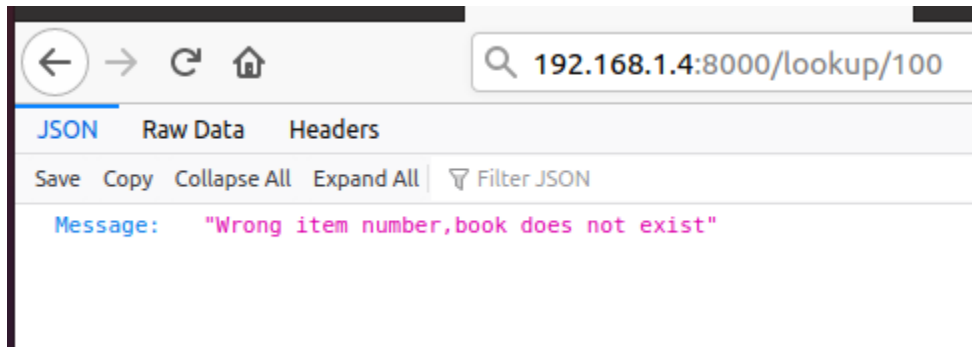 192.168.1.4:8000/lookup/100
JSON Raw Data Headers
Save Copy Collapse All Expand All Filter JSON
Message: "Wrong item number,book does not exist"